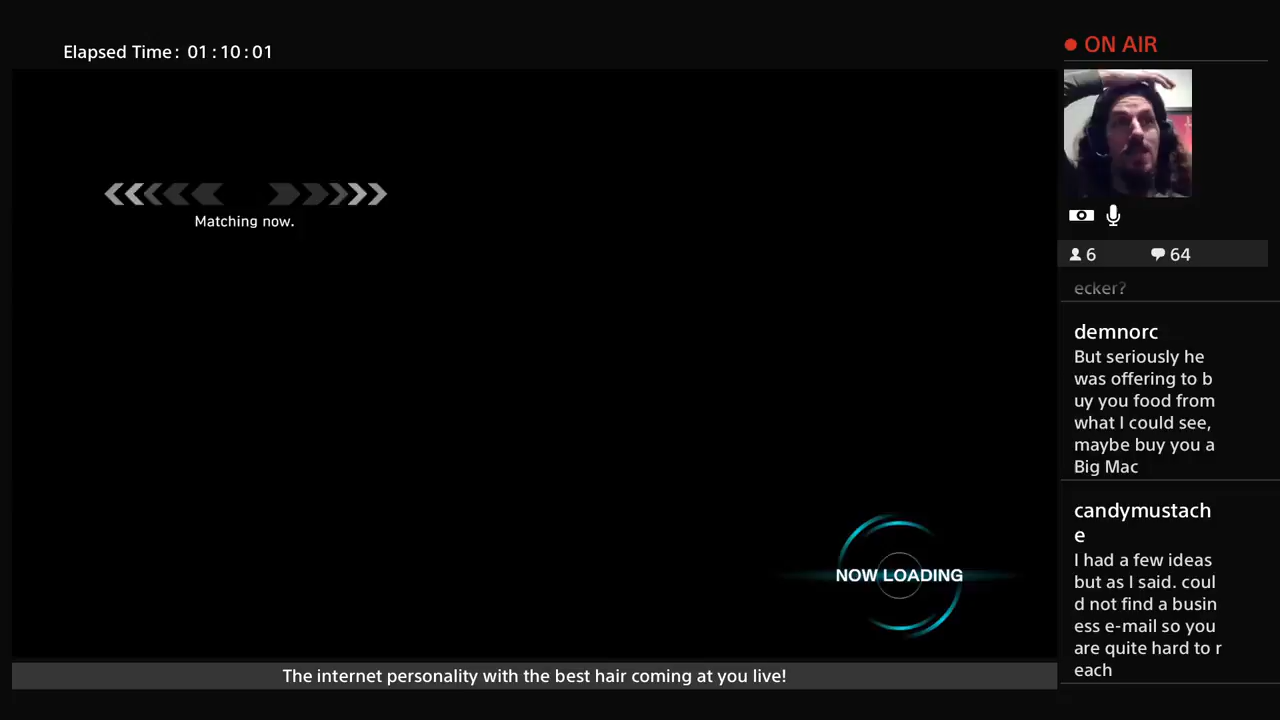 Elapsed Time: 01:10:01
ON AIR
Matching now.
6 64
ecker?
demnorc
But seriously he
was offering to b
uy you food from
what I could see,
maybe buy you a
Big Mac
candymustach
e
I had a few ideas
but as I said. coul
d not find a busin
ess e-mail so you
are quite hard to r
each
NOW LOADING
The internet personality with the best hair coming at you live!